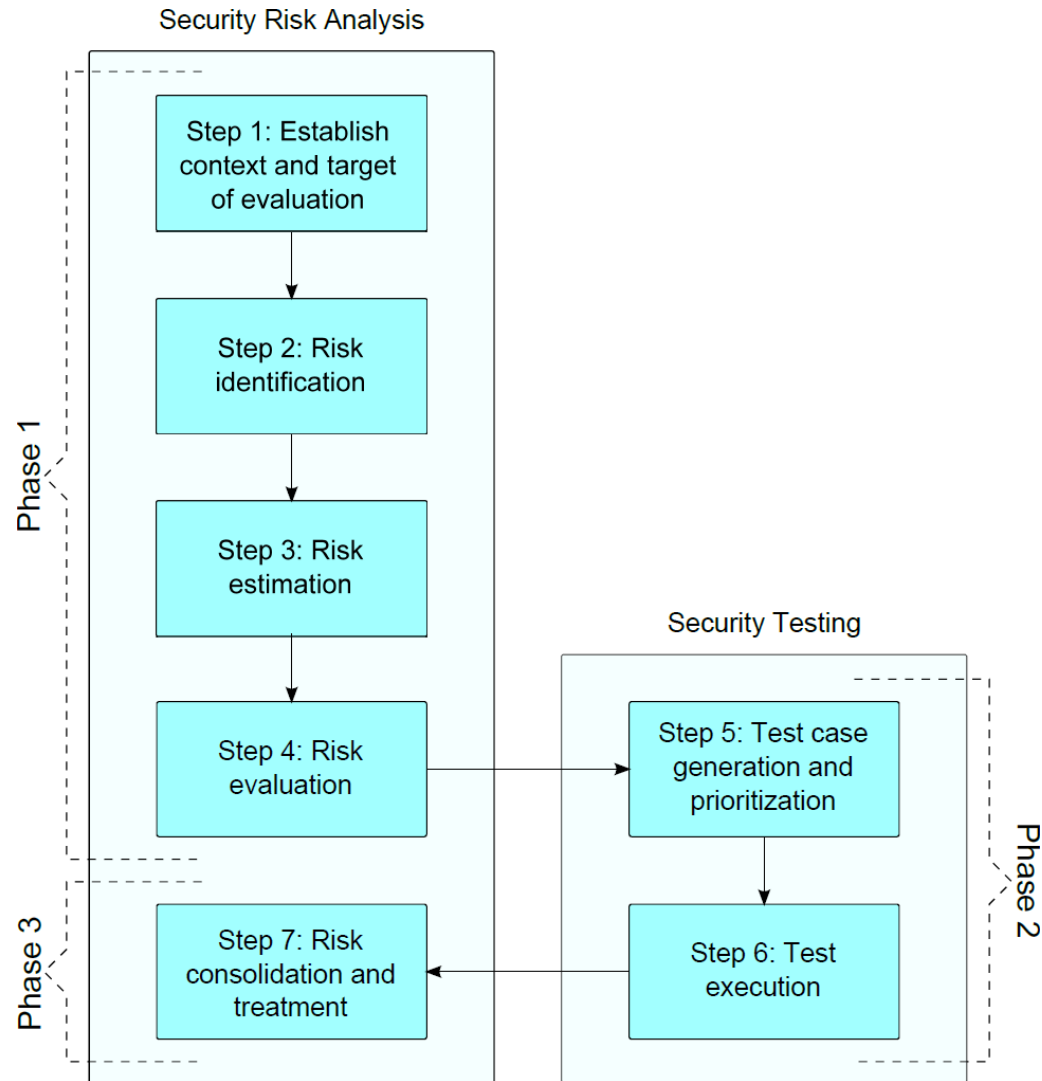 Security Risk Analysis
Phase 1
Step 1: Establish
context and target
of evaluation
Step 2: Risk
identification
Step 3: Risk
estimation
Step 4: Risk
evaluation
Security Testing
Phase 2
Step 5: Test case
generation and
prioritization
Step 6: Test
execution
Phase 3
Step 7: Risk
consolidation and
treatment